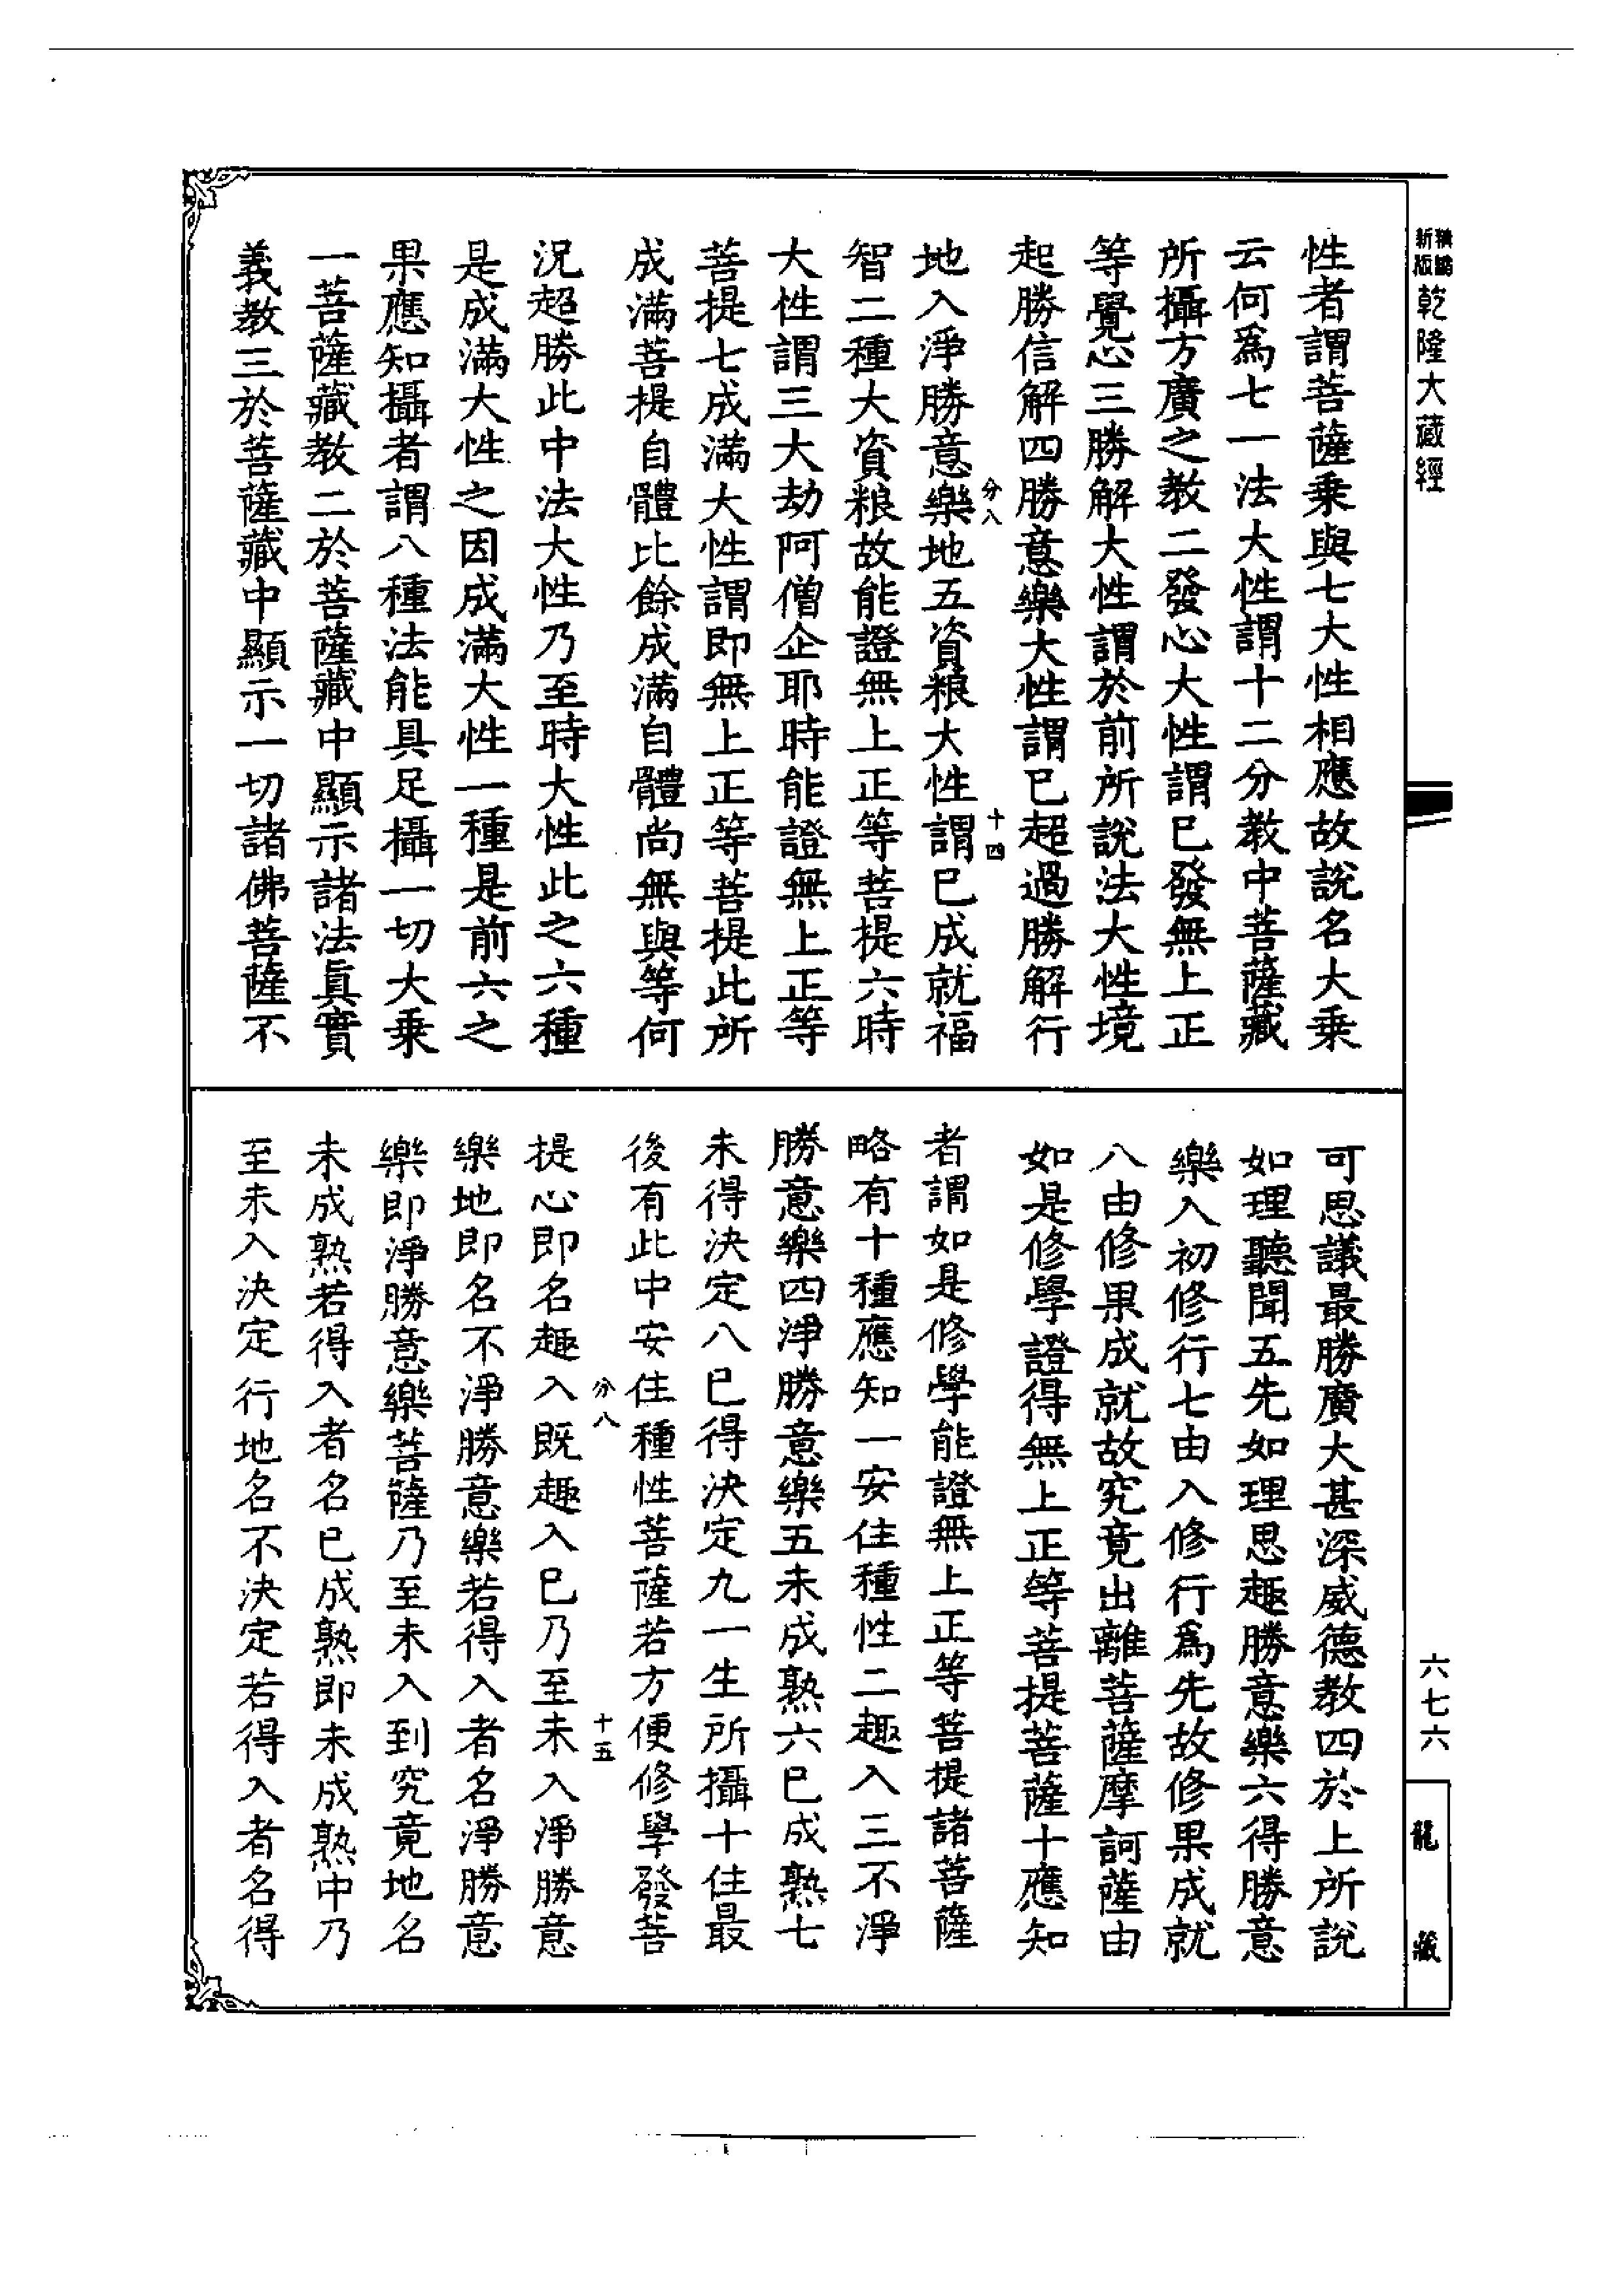 新版
乾隆大藏經
性者謂菩薩乗與七大性相應故說名大乗
云何爲七一法大性謂十二分教中菩薩藏
所攝方廣之教二發心大性謂已發無上正
等覺心三勝解大性謂於前所說法大性境
起勝信解四勝意樂大性謂已超過勝解行
分八
十四
地入淨勝意樂地五資粮大性謂已成就福
智二種大資粮故能證無上正等菩提六時
大性謂三大劫阿僧企耶時能證無上正等
菩提七成滿大性謂即無上正等菩提此所
成滿菩提自體比餘成滿自體尚無與等何
況超勝此中法大性乃至時大性此之六種
是成滿大性之因成滿大性一種是前六之
果應知攝者謂八種法能具足攝一切大乗
一菩薩藏教二於菩薩藏中顯示諸法眞實
義教三於菩薩藏中顯示一切諸佛菩薩不
可思議最勝廣大甚深威德教四於上所說
如理聽聞五先如理思趣勝意樂六得勝意
樂入初修行七由入修行爲先故修果成就
八由修果成就故究竟出離菩薩摩訶薩由
如是修學證得無上正等菩提菩薩十應知
者謂如是修學能證無上正等菩提諸菩薩
略有十種應知一安住種性二趣入三不淨
勝意樂四淨勝意樂五未成熟六已成熟七
未得決定八已得決定九一生所攝十住最
後有此中安住種性菩薩若方便修學發菩
分八
十五
提心即名趣入既趣入已乃至未入淨勝意
樂地即名不淨勝意樂若得入者名淨勝意
樂即淨勝意樂菩薩乃至未入到究竟地名
未成熟若得入者名已成熟即未成熟中乃
至未入決定行地名不決定若得入者名得
六七六
龍藏